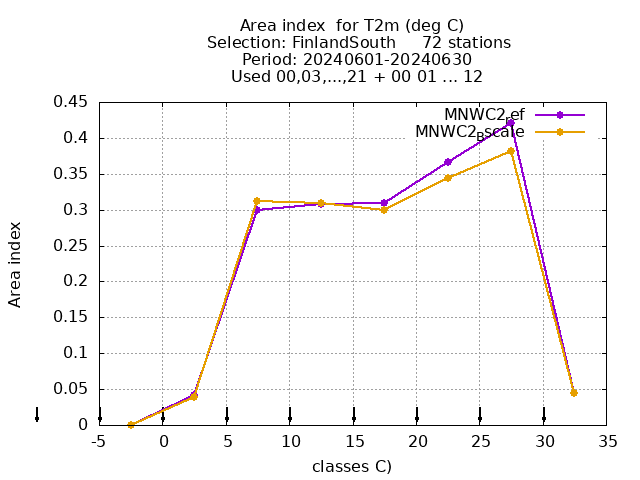 Area index  for T2m (deg C)
Selection: FinlandSouth     72 stations
Period: 20240601-20240630
Used 00,03,...,21 + 00 01 ... 12
MNWC2ref
MNWC2Bscale
0.45
0.4
0.35
0.3
0.25
0.2
0.15
0.1
0.05
0
Area index
-5 0 5 10 15 20 25 30 35
classes C)